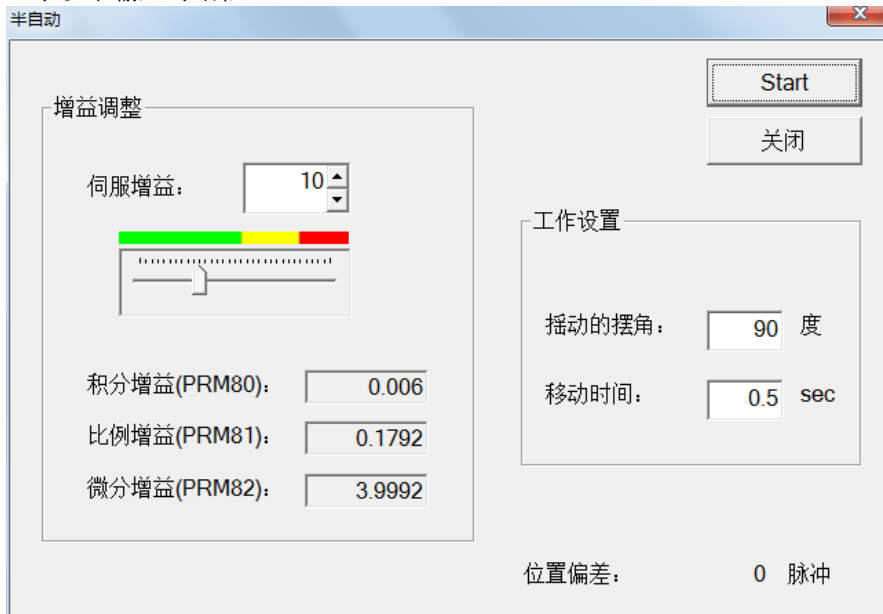 半自动
Start
关闭
增益调整
伺服增益： 10
积分增益(PRM80)： 0.006
比例增益(PRM81)： 0.1792
微分增益(PRM82)： 3.9992
工作设置
摇动的摆角： 90 度
移动时间： 0.5 sec
位置偏差： 0 脉冲